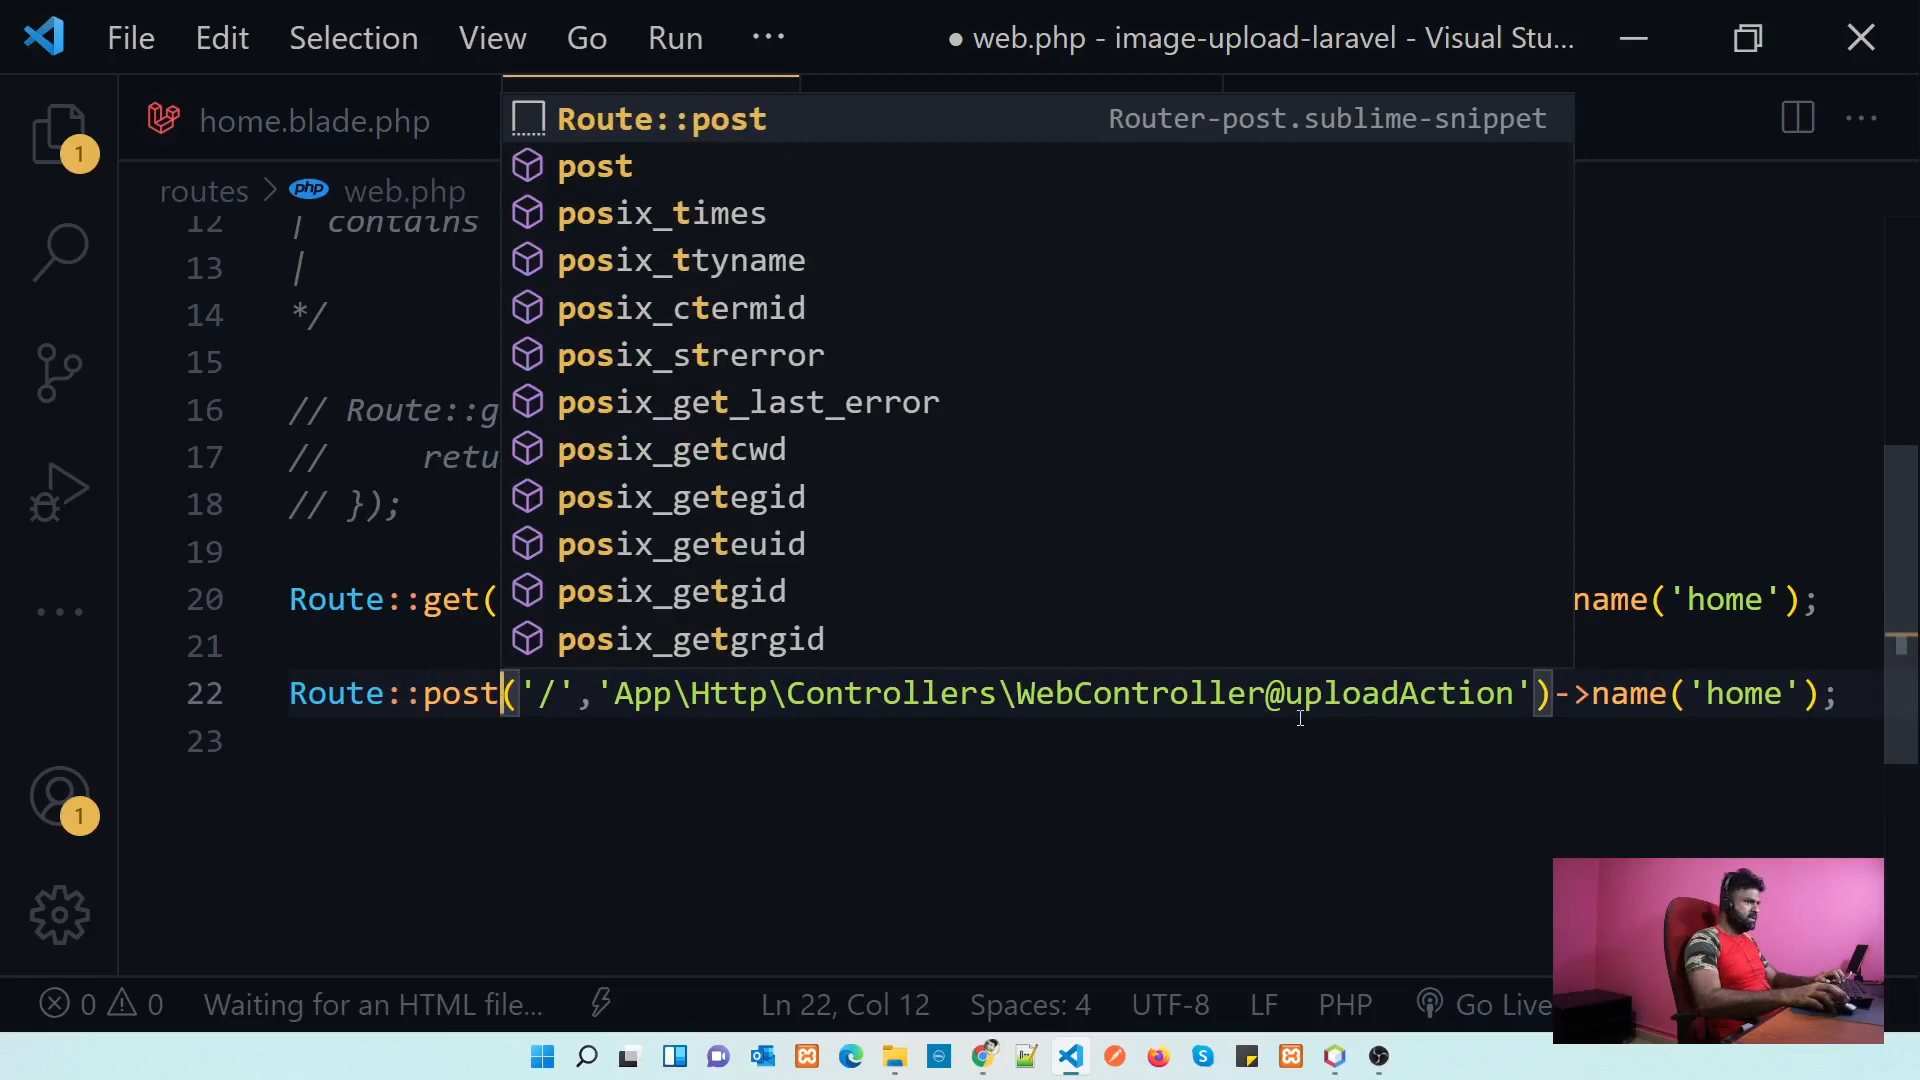 File Edit Selection View Go Run ··· ● web.php - image-upload-laravel - Visual Stu...
home.blade.php
1
Route::post Router-post.sublime-snippet
post
posix_times
posix_ttyname
posix_ctermid
posix_strerror
posix_get_last_error
posix_getcwd
posix_getegid
posix_geteuid
posix_getgid
posix_getgrgid
routes > php web.php
12 | contains
13 |
14 */
15
16 // Route::g
17 // retu
18 // });
19
20 Route::get( name('home');
21
22 Route::post('/','App\Http\Controllers\WebController@uploadAction')->name('home');
23
1
0 0 Waiting for an HTML file... Ln 22, Col 12 Spaces: 4 UTF-8 LF PHP Go Live